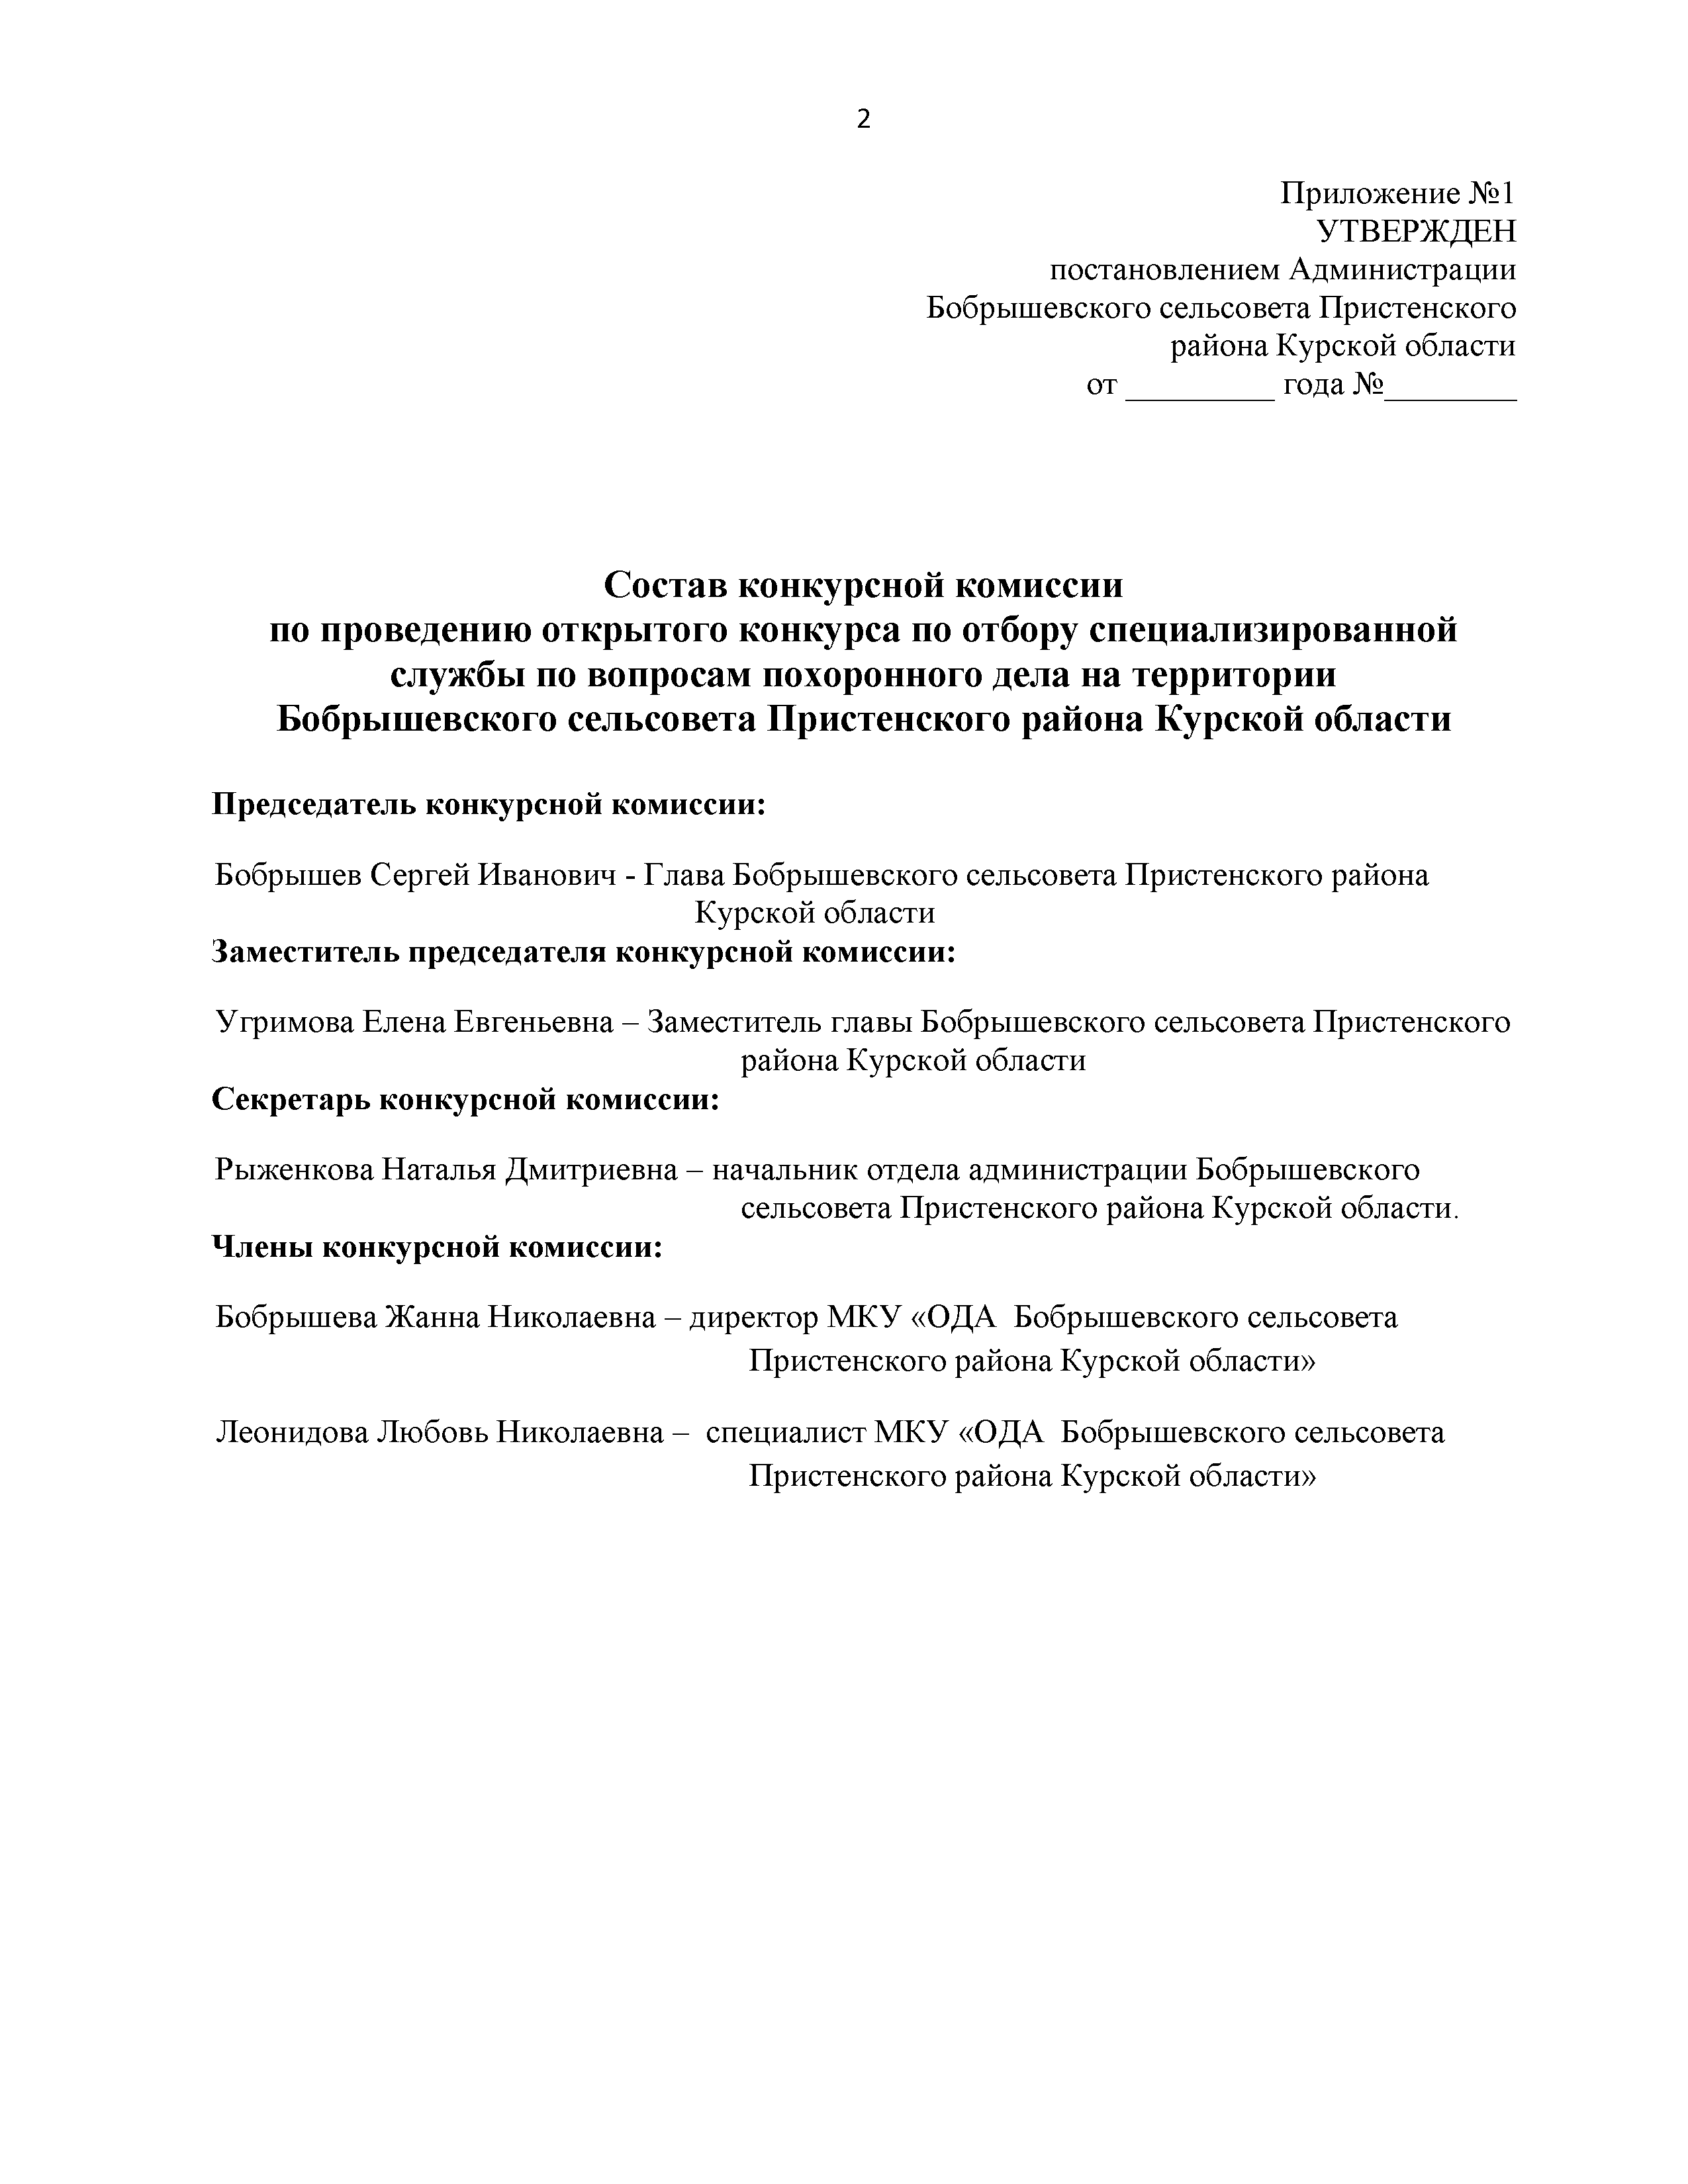 2
Приложение №1
УТВЕРЖДЕН
постановлением Администрации
Бобрышевского сельсовета Пристенского
района Курской области
от _________ года №________
Состав конкурсной комиссии
по проведению открытого конкурса по отбору специализированной
службы по вопросам похоронного дела на территории
Бобрышевского сельсовета Пристенского района Курской области
Председатель конкурсной комиссии:
Бобрышев Сергей Иванович - Глава Бобрышевского сельсовета Пристенского района
Курской области
Заместитель председателя конкурсной комиссии:
Угримова Елена Евгеньевна – Заместитель главы Бобрышевского сельсовета Пристенского
района Курской области
Секретарь конкурсной комиссии:
Рыженкова Наталья Дмитриевна – начальник отдела администрации Бобрышевского
сельсовета Пристенского района Курской области.
Члены конкурсной комиссии:
Бобрышева Жанна Николаевна – директор МКУ «ОДА  Бобрышевского сельсовета
Пристенского района Курской области»
Леонидова Любовь Николаевна –  специалист МКУ «ОДА  Бобрышевского сельсовета
Пристенского района Курской области»